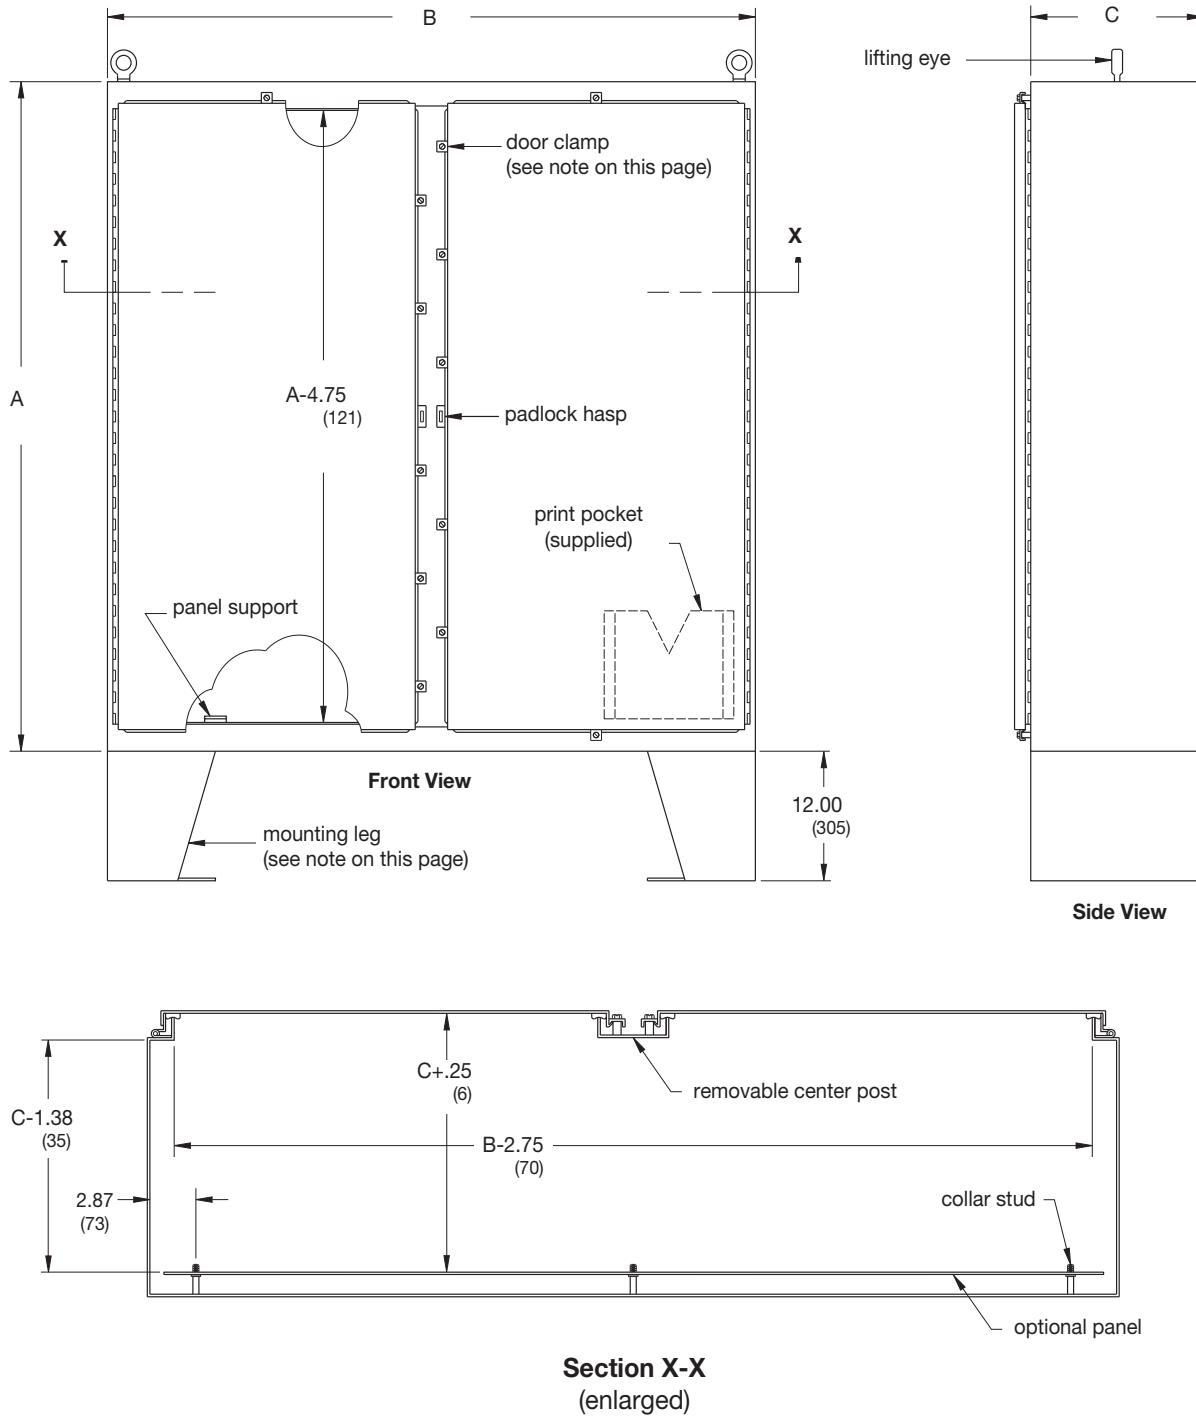 B
C
lifting eye
door clamp
(see note on this page)
X
X
A
A-4.75
(121)
padlock hasp
print pocket
(supplied)
panel support
Front View
12.00
(305)
mounting leg
(see note on this page)
Side View
C+.25
(6)
removable center post
C-1.38
(35)
B-2.75
(70)
2.87
(73)
collar stud
optional panel
Section X-X
(enlarged)